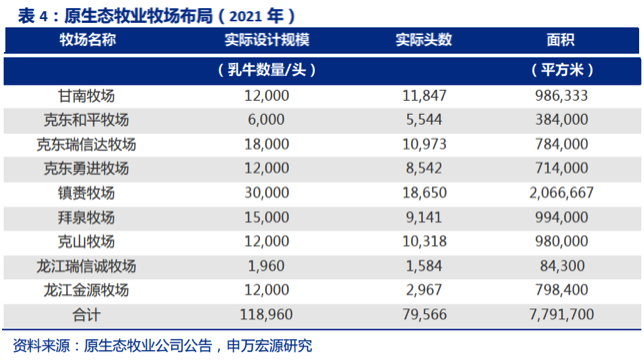 表 4：原生态牧业牧场布局（2021 年）
牧场名称 实际设计规模 实际头数 面积
（乳牛数量/头） （平方米）
甘南牧场 12,000 11,847 986,333
克东和平牧场 6,000 5,544 384,000
克东瑞信达牧场 18,000 10,973 784,000
克东勇进牧场 12,000 8,542 714,000
镇赉牧场 30,000 18,650 2,066,667
拜泉牧场 15,000 9,141 994,000
克山牧场 12,000 10,318 980,000
龙江瑞信诚牧场 1,960 1,584 84,300
龙江金源牧场 12,000 2,967 798,400
合计 118,960 79,566 7,791,700
资料来源：原生态牧业公司公告，申万宏源研究